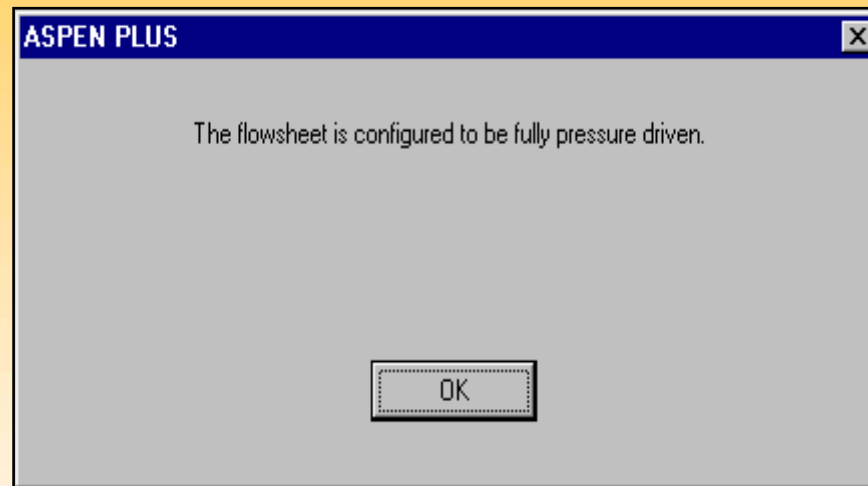 ASPEN PLUS
The flowsheet is configured to be fully pressure driven.
OK